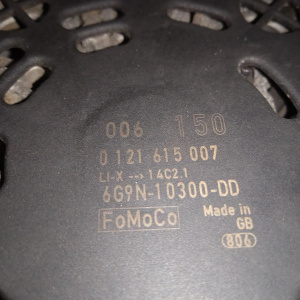 006 150
0 121 615 007
LI-X --> 14C2.1
6G9N-10300-DD
FoMoCo Made in
GB
806